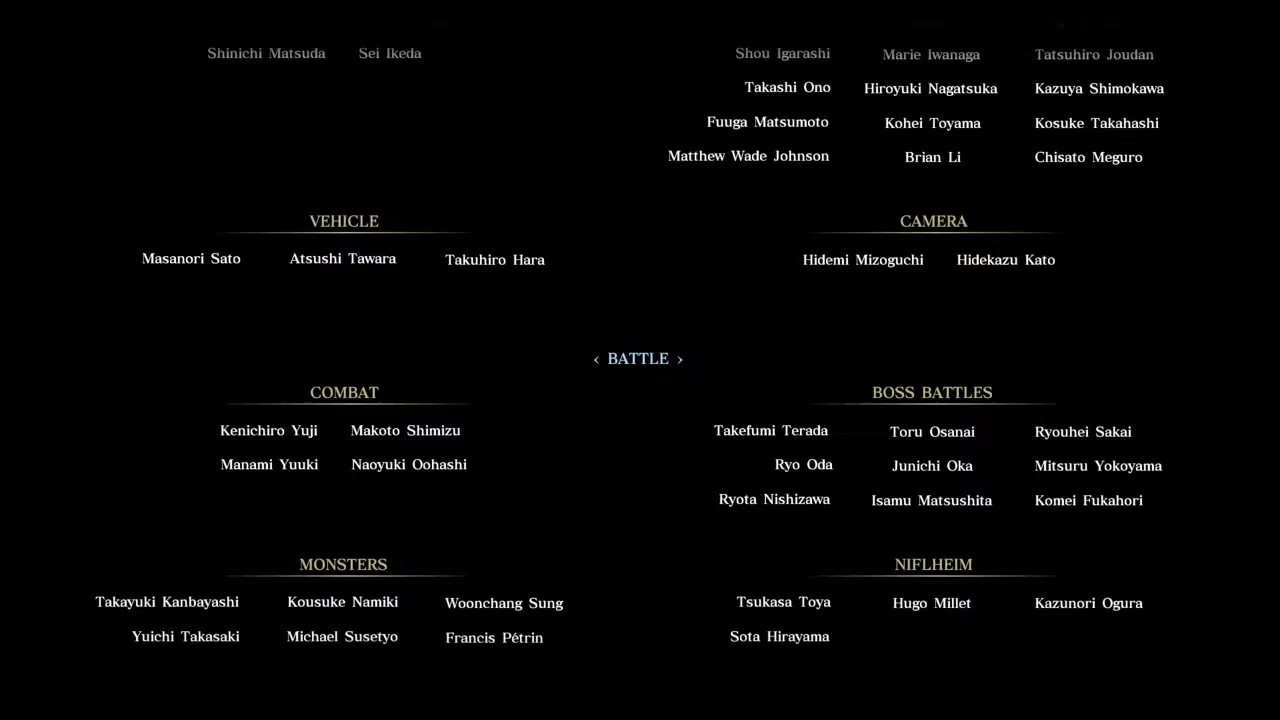 Shinichi Matsuda Sei Ikeda Shou Igarashi Marie Iwanaga Tatsuhiro Joudan
Takashi Ono Hiroyuki Nagatsuka Kazuya Shimokawa
Fuuga Matsumoto Kohei Toyama Kosuke Takahashi
Matthew Wade Johnson Brian Li Chisato Meguro
VEHICLE CAMERA
Masanori Sato Atsushi Tawara Takuhiro Hara Hidemi Mizoguchi Hidekazu Kato
‹ BATTLE ›
COMBAT BOSS BATTLES
Kenichiro Yuji Makoto Shimizu Takefumi Terada Toru Osanai Ryouhei Sakai
Manami Yuuki Naoyuki Oohashi Ryo Oda Junichi Oka Mitsuru Yokoyama
Ryota Nishizawa Isamu Matsushita Komei Fukahori
MONSTERS NIFLHEIM
Takayuki Kanbayashi Kousuke Namiki Woonchang Sung Tsukasa Toya Hugo Millet Kazunori Ogura
Yuichi Takasaki Michael Susetyo Francis Pétrin Sota Hirayama